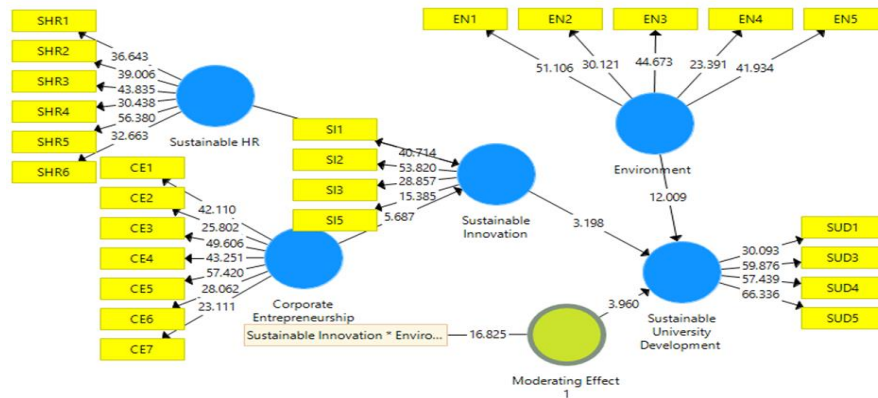 SHR1
SHR2
SHR3
SHR4
SHR5
SHR6
36.643
39.006
43.835
30.438
56.380
32.663
Sustainable HR
EN1
EN2
EN3
EN4
EN5
51.106
30.121
44.673
23.391
41.934
Environment
12.009
SI1
SI2
SI3
SI5
40.714
53.820
28.857
15.385
5.687
Sustainable
Innovation
3.198
CE1
CE2
CE3
CE4
CE5
CE6
CE7
42.110
25.802
49.606
43.251
57.420
28.062
23.111
Corporate
Entrepreneurship
SUD1
SUD3
SUD4
SUD5
30.093
59.876
57.439
66.336
Sustainable
University
Development
3.960
Sustainable Innovation * Enviro...
16.825
Moderating Effect
1